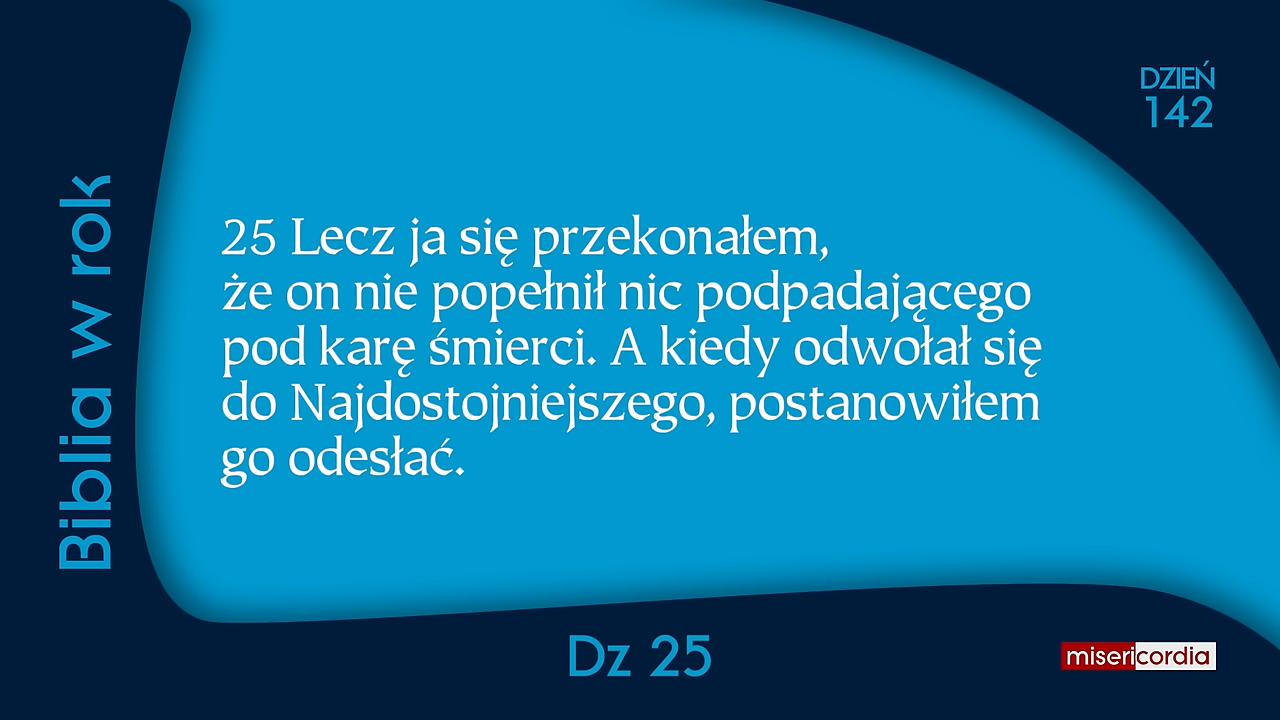 DZIEŃ
142
Biblia w rok
25 Lecz ja się przekonałem,
że on nie popełnił nic podpadającego
pod karę śmierci. A kiedy odwołał się
do Najdostojniejszego, postanowiłem
go odesłać.
Dz 25
misericordia